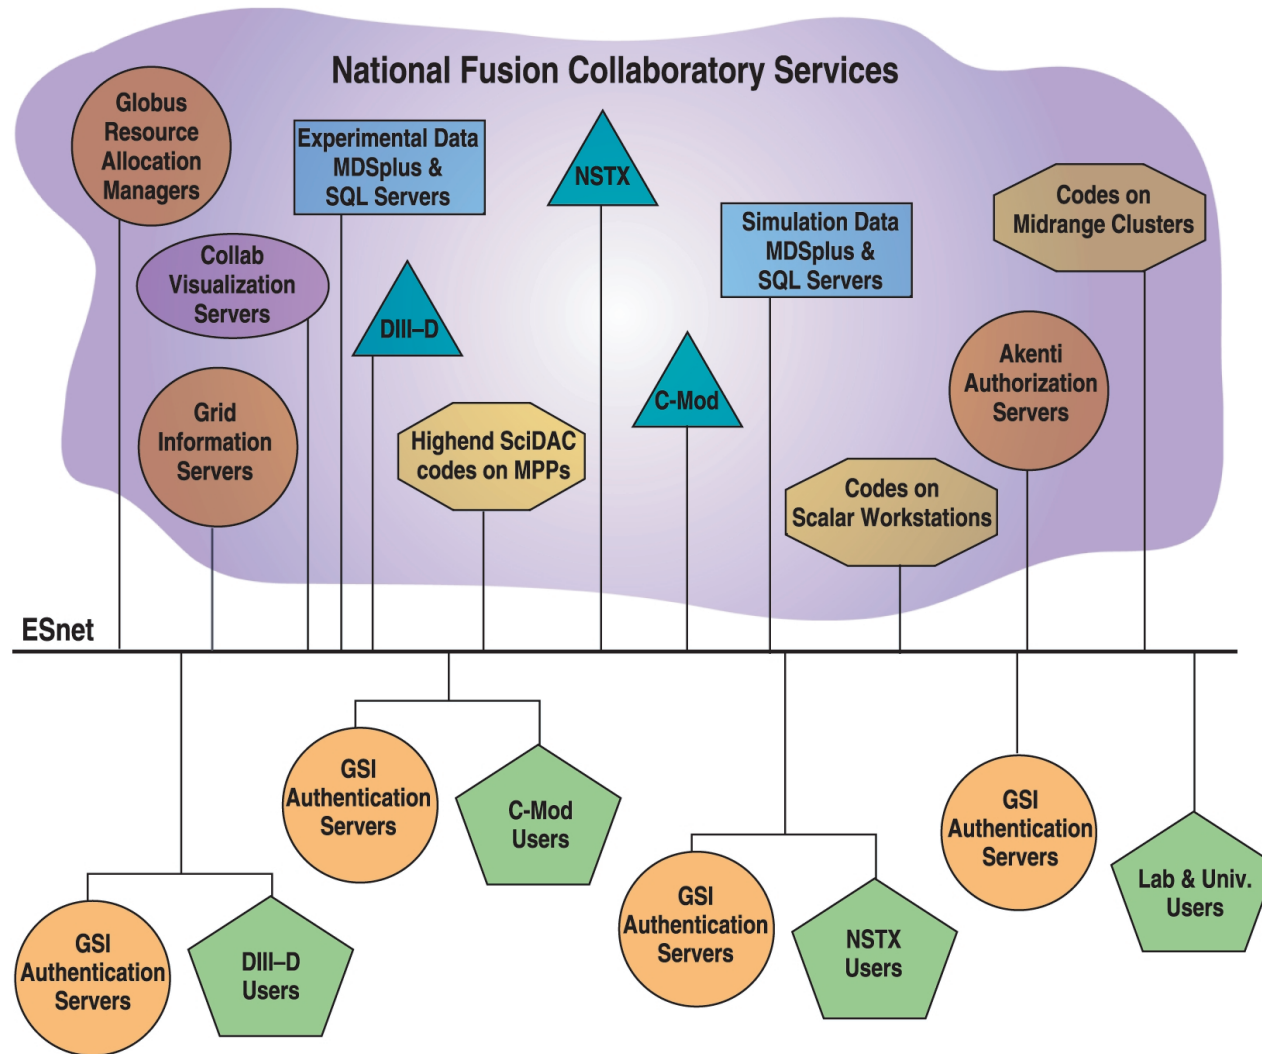 National Fusion Collaboratory Services
Globus
Resource
Allocation
Managers
Experimental Data
MDSplus &
SQL Servers
NSTX
Codes on
Midrange Clusters
Simulation Data
MDSplus &
SQL Servers
Collab
Visualization
Servers
DIII–D
C-Mod
Akenti
Authorization
Servers
Grid
Information
Servers
Highend SciDAC
codes on MPPs
Codes on
Scalar Workstations
ESnet
GSI
Authentication
Servers
C-Mod
Users
GSI
Authentication
Servers
Lab & Univ.
Users
GSI
Authentication
Servers
NSTX
Users
GSI
Authentication
Servers
DIII–D
Users